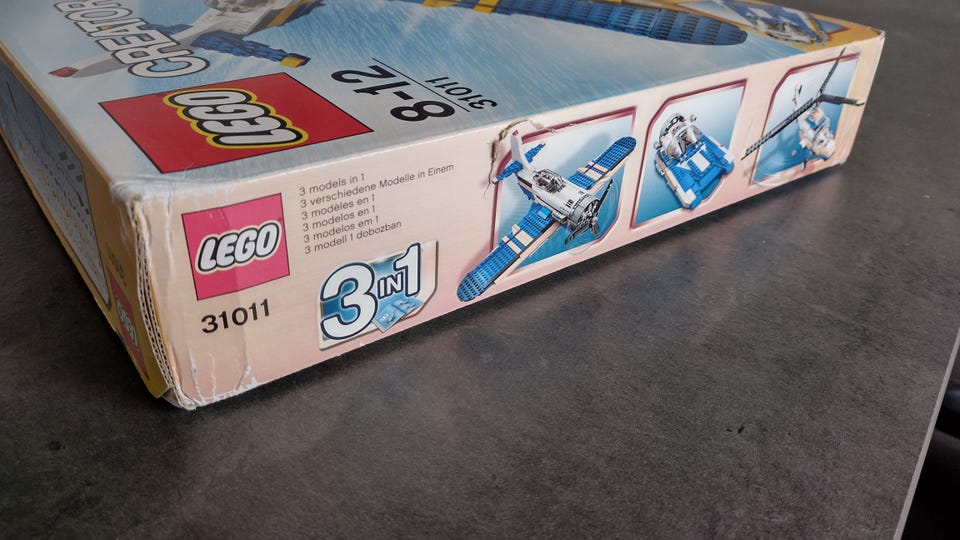 CREATOR
LEGO
8-12
31011
LEGO
31011
3 models in 1
3 verschiedene Modelle in Einem
3 modèles en 1
3 modelos en 1
3 modelos em 1
3 modell 1 dobozban
3 IN 1
LEGO